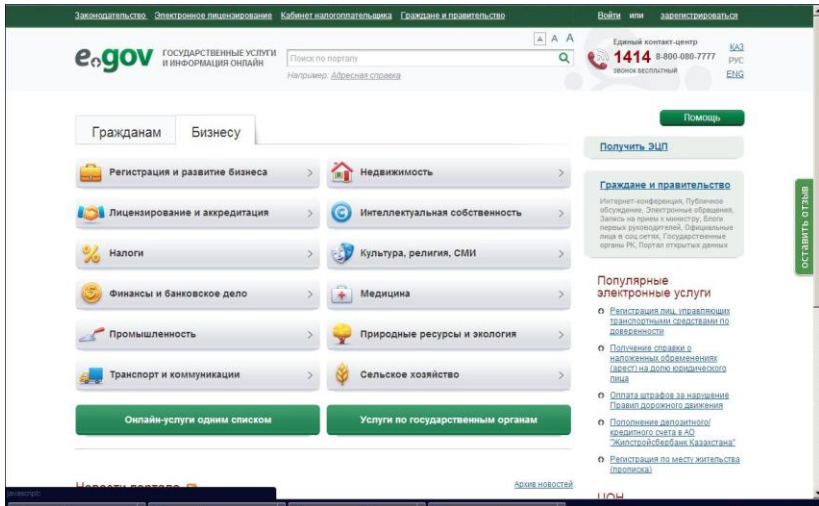 Законодательство Электронное лицензирование Кабинет налогоплательщика Граждане и правительство Войти или зарегистрироваться
e.gov
ГОСУДАРСТВЕННЫЕ УСЛУГИ
И ИНФОРМАЦИЯ ОНЛАЙН
A A A
Поиск по порталу
Например: Адресная справка
Единый контакт-центр
1414 8-800-080-7777
звонок бесплатный
ҚАЗ
РУС
ENG
Гражданам Бизнесу
Регистрация и развитие бизнеса
Недвижимость
Лицензирование и аккредитация
Интеллектуальная собственность
Налоги
Культура, религия, СМИ
Финансы и банковское дело
Медицина
Промышленность
Природные ресурсы и экология
Транспорт и коммуникации
Сельское хозяйство
Онлайн-услуги одним списком
Услуги по государственным органам
Новости портала
Архив новостей
Помощь
Получить ЭЦП
Граждане и правительство
Интернет-конференция, Публичное
обсуждение, Электронные обращения,
Запись на прием к министру, Блоги
первых руководителей, Официальные
лица в соц.сетях, Государственные
органы РК, Портал открытых данных
Популярные
электронные услуги
Регистрация лиц, управляющих
транспортными средствами по
доверенности
Получение справки о
наложенных обременениях
(арест) на долю юридического
лица
Оплата штрафов за нарушение
Правил дорожного движения
Пополнение депозитного/
кредитного счета в АО
"Жилстройсбербанк Казахстана"
Регистрация по месту жительства
(прописка)
ЦОН
ОСТАВИТЬ ОТЗЫВ
javascript: